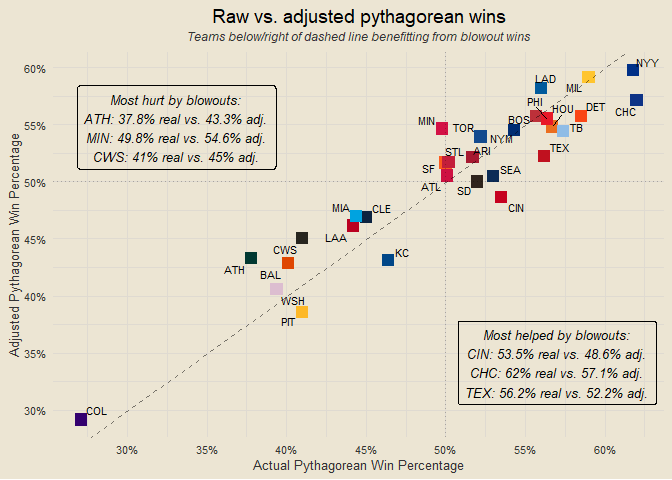 Raw vs. adjusted pythagorean wins
Teams below/right of dashed line benefitting from blowout wins
Adjusted Pythagorean Win Percentage
60%
55%
50%
45%
40%
35%
30%
Most hurt by blowouts:
ATH: 37.8% real vs. 43.3% adj.
MIN: 49.8% real vs. 54.6% adj.
CWS: 41% real vs. 45% adj.
NYY
LAD
MIL
PHI
HOU
DET
CHC
MIN
TOR
BOS
TB
NYM
STL
ARI
TEX
SF
SEA
ATL
SD
CIN
MIA
CLE
LAA
CWS
KC
ATH
BAL
WSH
PIT
COL
Most helped by blowouts:
CIN: 53.5% real vs. 48.6% adj.
CHC: 62% real vs. 57.1% adj.
TEX: 56.2% real vs. 52.2% adj.
30%
35%
40%
45%
50%
55%
60%
Actual Pythagorean Win Percentage